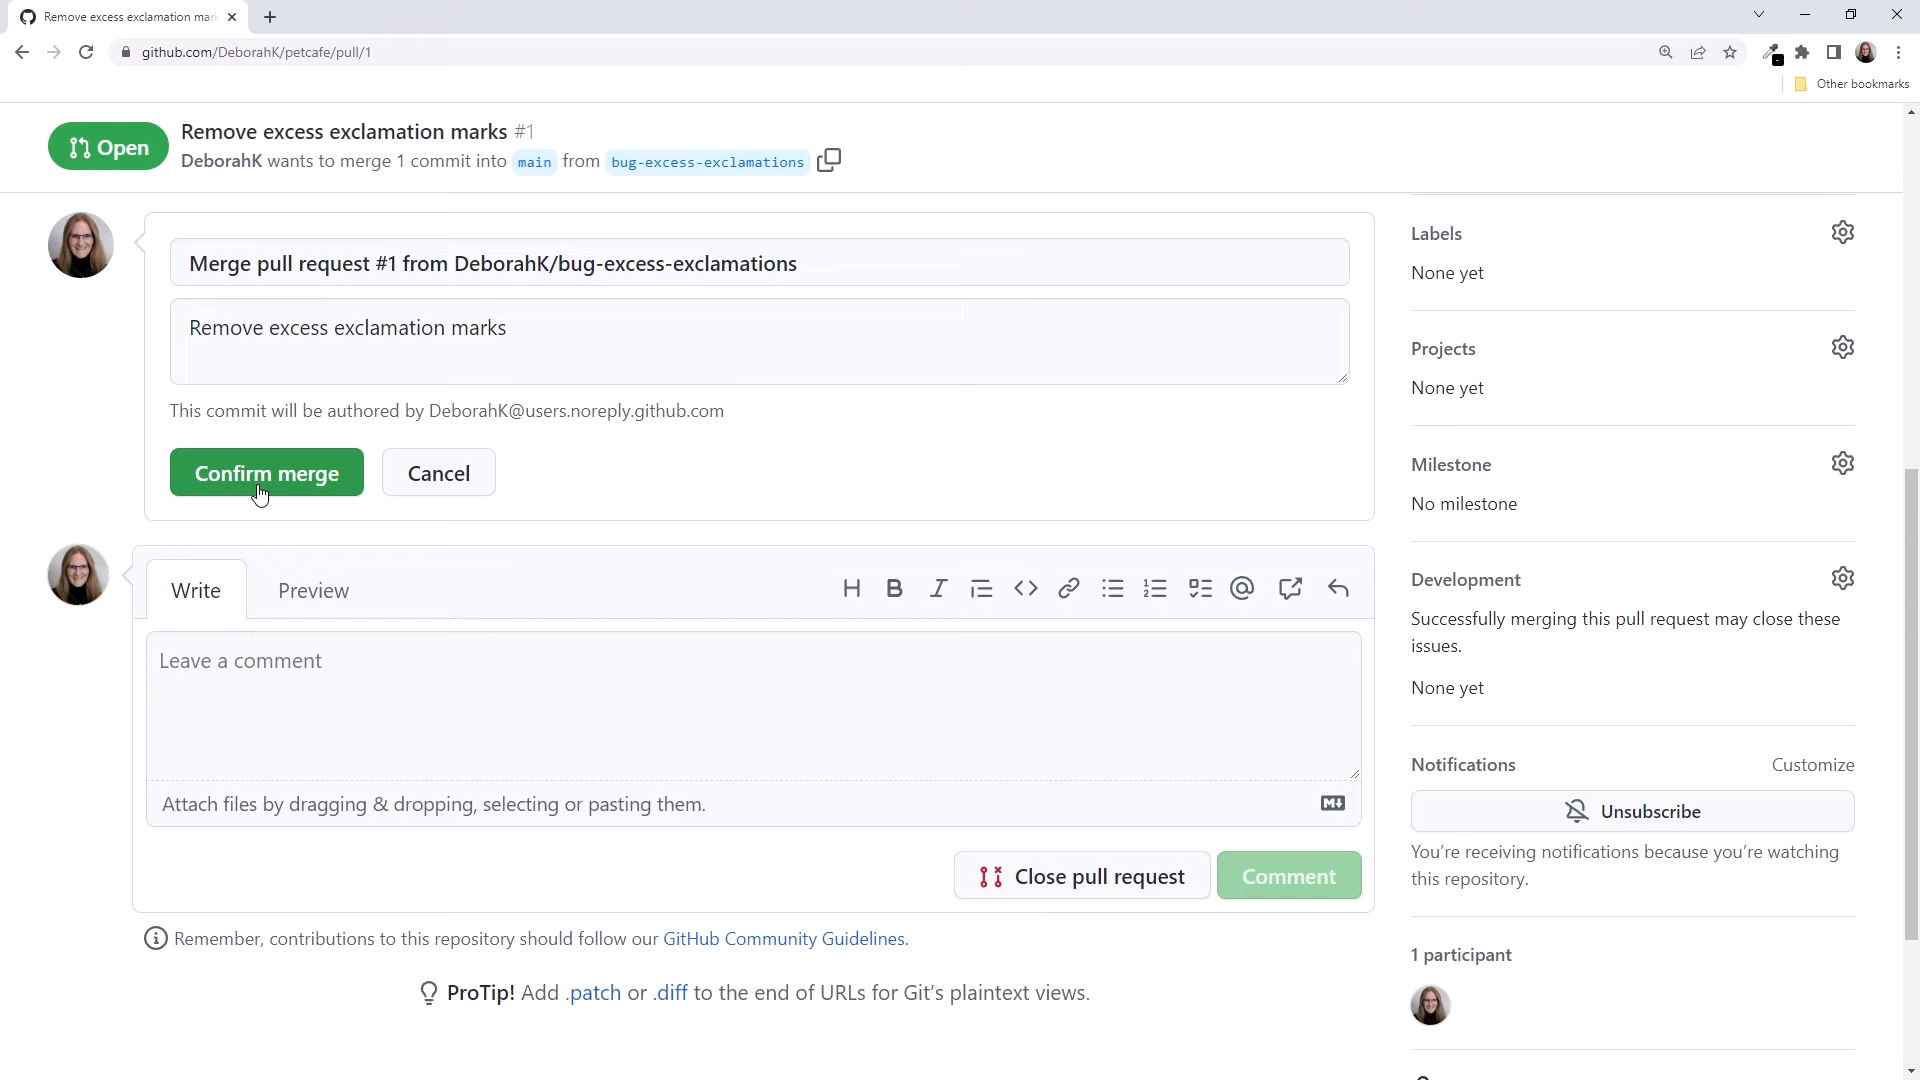 Remove excess exclamation mar
github.com/DeborahK/petcafe/pull/1
Other bookmarks
Open
Remove excess exclamation marks #1
DeborahK wants to merge 1 commit into main from bug-excess-exclamations
Merge pull request #1 from DeborahK/bug-excess-exclamations
Remove excess exclamation marks
This commit will be authored by DeborahK@users.noreply.github.com
Confirm merge
Cancel
Write
Preview
Leave a comment
Attach files by dragging & dropping, selecting or pasting them.
Close pull request
Comment
Remember, contributions to this repository should follow our GitHub Community Guidelines.
ProTip! Add .patch or .diff to the end of URLs for Git's plaintext views.
Labels
None yet
Projects
None yet
Milestone
No milestone
Development
Successfully merging this pull request may close these
issues.
None yet
Notifications
Customize
Unsubscribe
You're receiving notifications because you're watching
this repository.
1 participant